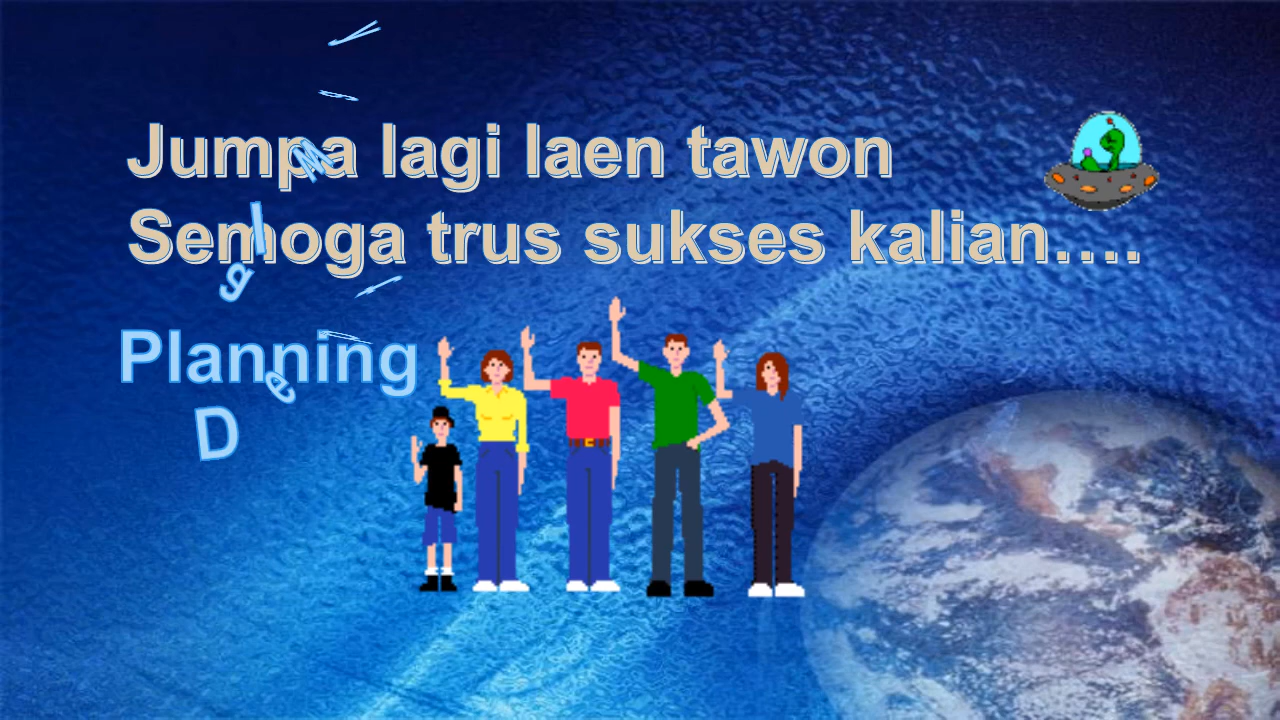 Jumpa lagi laen tawon
Semoga trus sukses kalian….
Planning